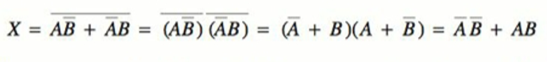 X = A̅B̿ ̅+̅ ̅A̿B̅ = (̅A̅B̿)̅ (̅A̿B̅)̅ = (A̅ + B)(A + B̅) = A̅ B̅ + AB